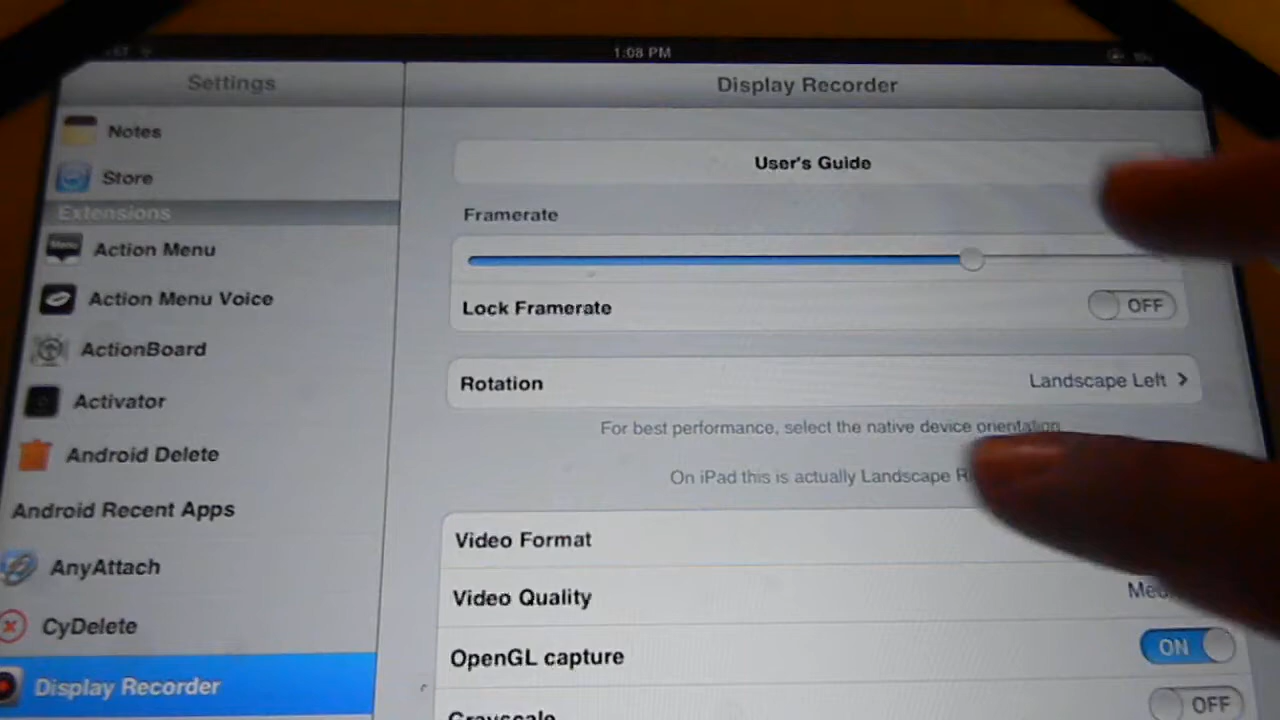 1:08 PM
Settings
Display Recorder
Notes
Store
Extensions
Action Menu
Action Menu Voice
ActionBoard
Activator
Android Delete
Android Recent Apps
AnyAttach
CyDelete
Display Recorder
User's Guide
Framerate
Lock Framerate
OFF
Rotation
Landscape Left
For best performance, select the native device orientation
On iPad this is actually Landscape
Video Format
Video Quality
OpenGL capture
ON
Grayscale
OFF